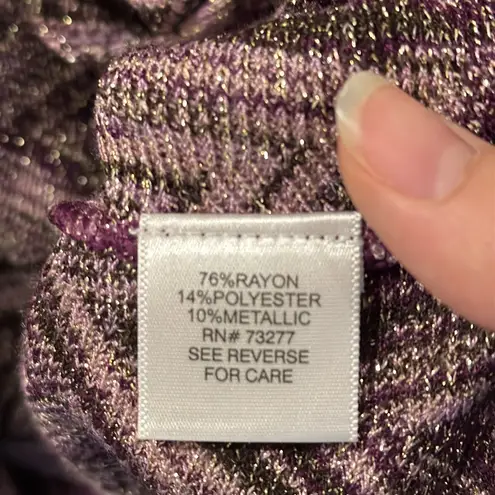 76%RAYON
14%POLYESTER
10%METALLIC
RN# 73277
SEE REVERSE
FOR CARE